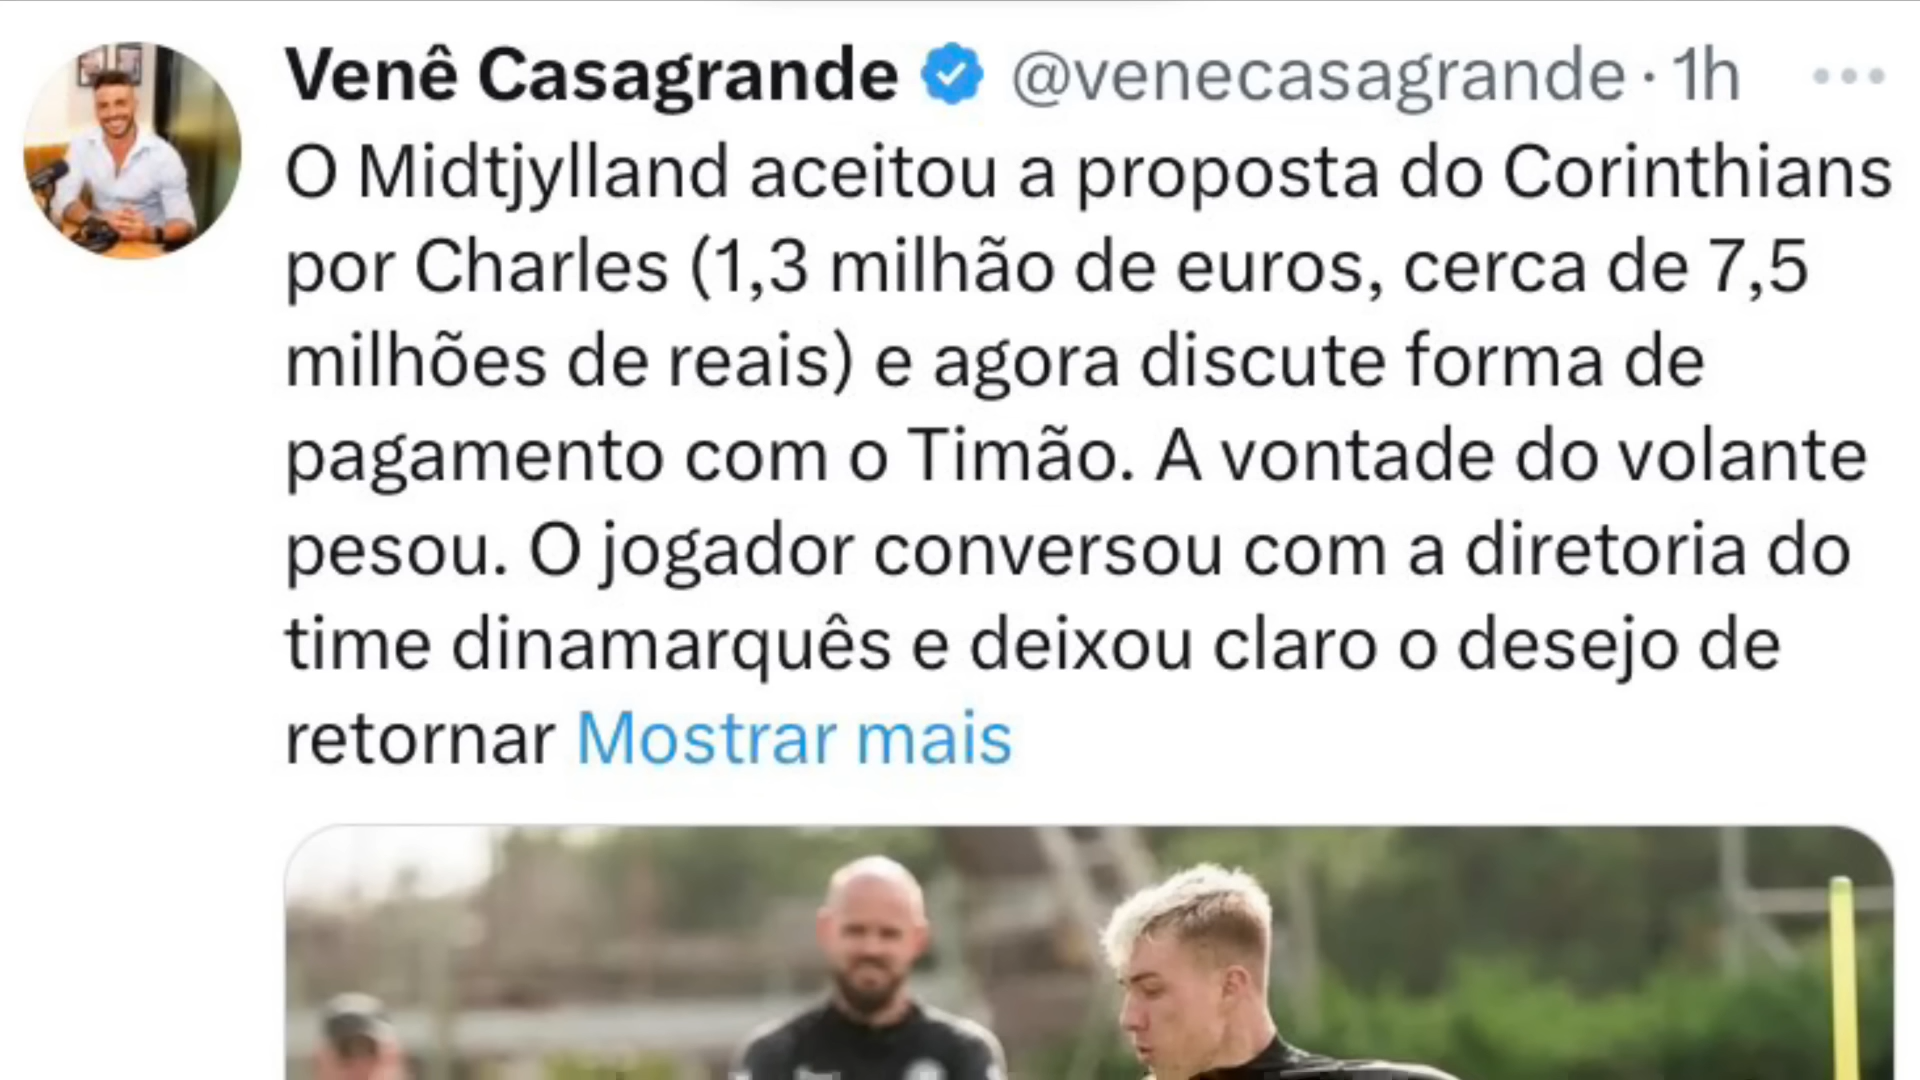 Venê Casagrande @venecasagrande · 1h
O Midtjylland aceitou a proposta do Corinthians
por Charles (1,3 milhão de euros, cerca de 7,5
milhões de reais) e agora discute forma de
pagamento com o Timão. A vontade do volante
pesou. O jogador conversou com a diretoria do
time dinamarquês e deixou claro o desejo de
retornar Mostrar mais